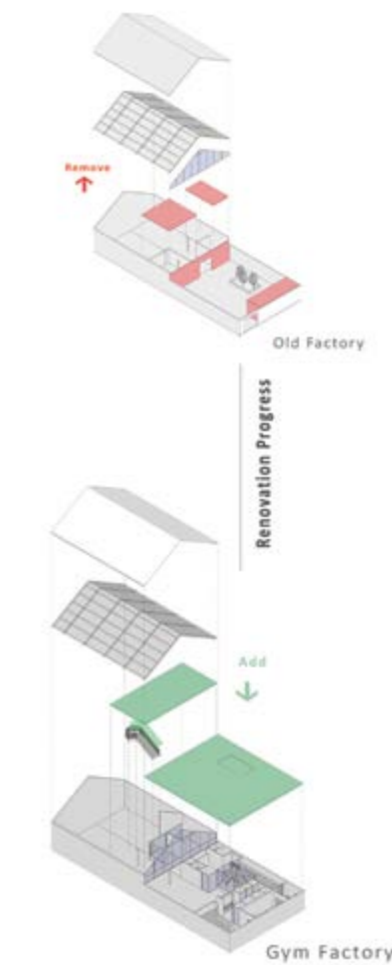 Remove
Old Factory
Renovation Progress
Add
Gym Factory